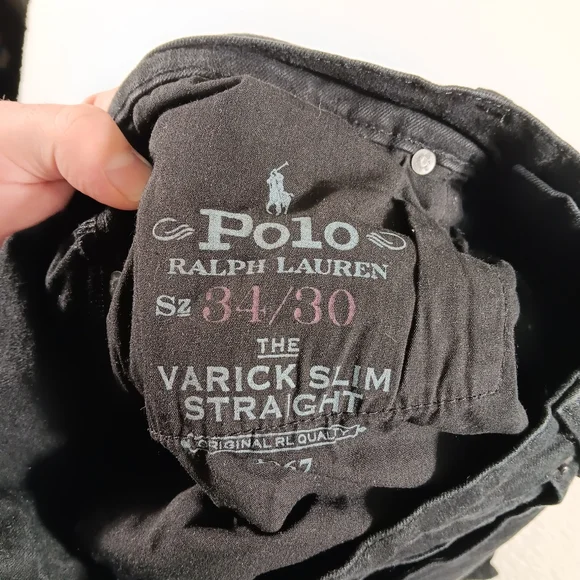 Polo
RALPH LAUREN
Sz 34/30
THE
VARICK SLIM
STRAIGHT
ORIGINAL RL QUALITY